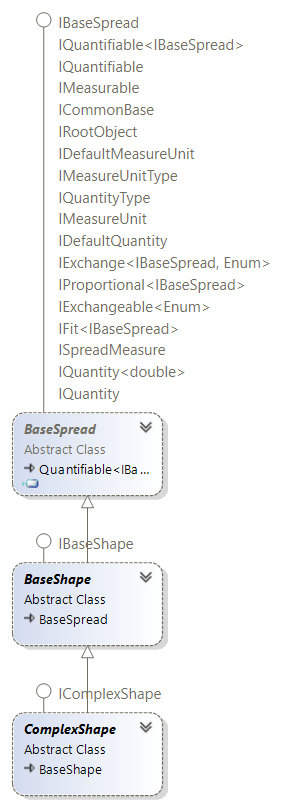 IBaseSpread
IQuantifiable<IBaseSpread>
IQuantifiable
IMeasurable
ICommonBase
IRootObject
IDefaultMeasureUnit
IMeasureUnitType
IQuantityType
IMeasureUnit
IDefaultQuantity
IExchange<IBaseSpread, Enum>
IProportional<IBaseSpread>
IExchangeable<Enum>
IFit<IBaseSpread>
ISpreadMeasure
IQuantity<double>
IQuantity
BaseSpread
Abstract Class
Quantifiable<IBa...
IBaseShape
BaseShape
Abstract Class
BaseSpread
IComplexShape
ComplexShape
Abstract Class
BaseShape